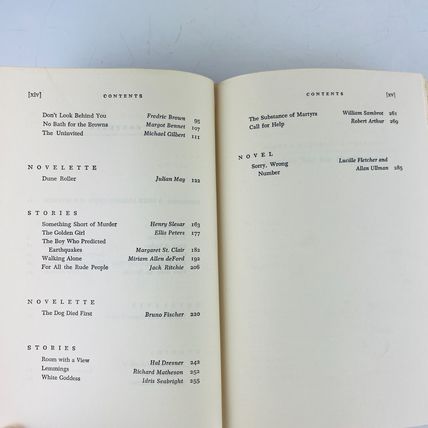 [xiv] CONTENTS
Don't Look Behind You Fredric Brown 95
No Bath for the Browns Margot Bennet 107
The Uninvited Michael Gilbert 111
NOVELETTE
Dune Roller Julian May 122
STORIES
Something Short of Murder Henry Slesar 163
The Golden Girl Ellis Peters 177
The Boy Who Predicted
Earthquakes Margaret St. Clair 182
Walking Alone Miriam Allen deFord 192
For All the Rude People Jack Ritchie 206
NOVELETTE
The Dog Died First Bruno Fischer 220
STORIES
Room with a View Hal Dresner 242
Lemmings Richard Matheson 252
White Goddess Idris Seabright 255
CONTENTS [xv]
The Substance of Martyrs William Sambrot 261
Call for Help Robert Arthur 269
NOVEL
Sorry, Wrong Lucille Fletcher and
Number Allan Ullman 285